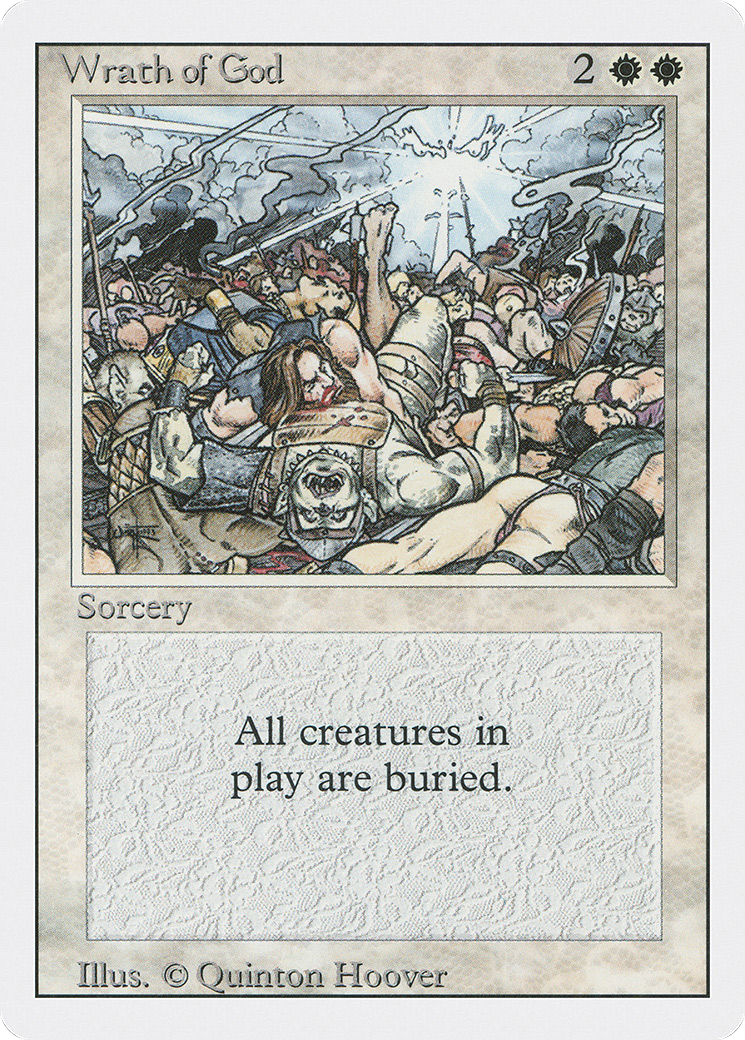 Wrath of God 2
Sorcery
All creatures in
play are buried.
Illus. © Quinton Hoover